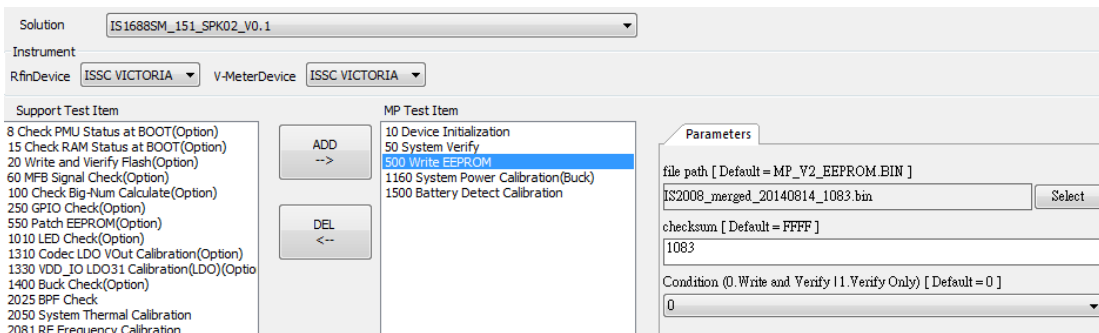 Solution IS1688SM_151_SPK02_V0.1
Instrument
RfinDevice ISSC VICTORIA V-MeterDevice ISSC VICTORIA
Support Test Item
8 Check PMU Status at BOOT(Option)
15 Check RAM Status at BOOT(Option)
20 Write and Vierify Flash(Option)
60 MFB Signal Check(Option)
100 Check Big-Num Calculate(Option)
250 GPIO Check(Option)
550 Patch EEPROM(Option)
1010 LED Check(Option)
1310 Codec LDO VOut Calibration(Option)
1330 VDD_IO LDO31 Calibration(LDO)(Optio
1400 Buck Check(Option)
2025 BPF Check
2050 System Thermal Calibration
2081 RF Frequency Calibration
ADD
-->
DEL
<--
MP Test Item
10 Device Initialization
50 System Verify
500 Write EEPROM
1160 System Power Calibration(Buck)
1500 Battery Detect Calibration
Parameters
file path [ Default = MP_V2_EEPROM.BIN ]
IS2008_merged_20140814_1083.bin Select
checksum [ Default = FFFF ]
1083
Condition (0.Write and Verify | 1.Verify Only) [ Default = 0 ]
0